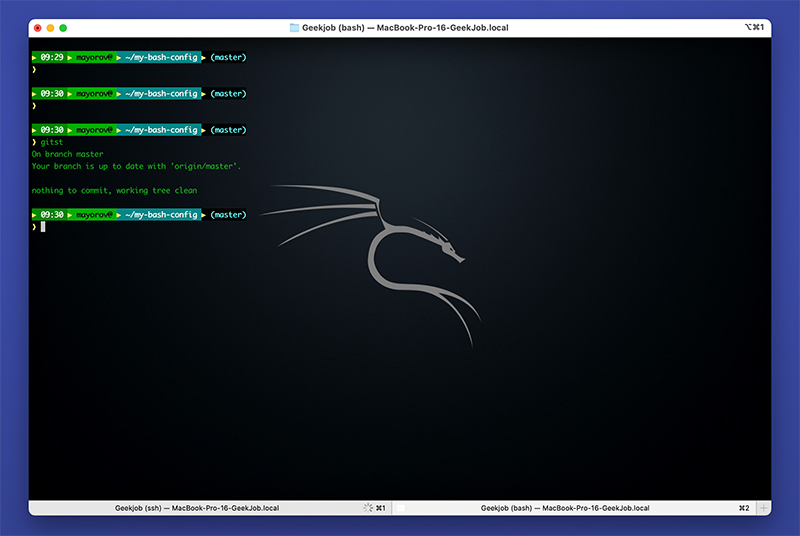 Geekjob (bash) — MacBook-Pro-16-GeekJob.local
⌥⌘1
09:29 mayorov@ ~/my-bash-config (master)
❯
09:30 mayorov@ ~/my-bash-config (master)
❯
09:30 mayorov@ ~/my-bash-config (master)
❯ gitst
On branch master
Your branch is up to date with 'origin/master'.
nothing to commit, working tree clean
09:30 mayorov@ ~/my-bash-config (master)
❯
Geekjob (ssh) — MacBook-Pro-16-GeekJob.local ⌘1
Geekjob (bash) — MacBook-Pro-16-GeekJob.local ⌘2